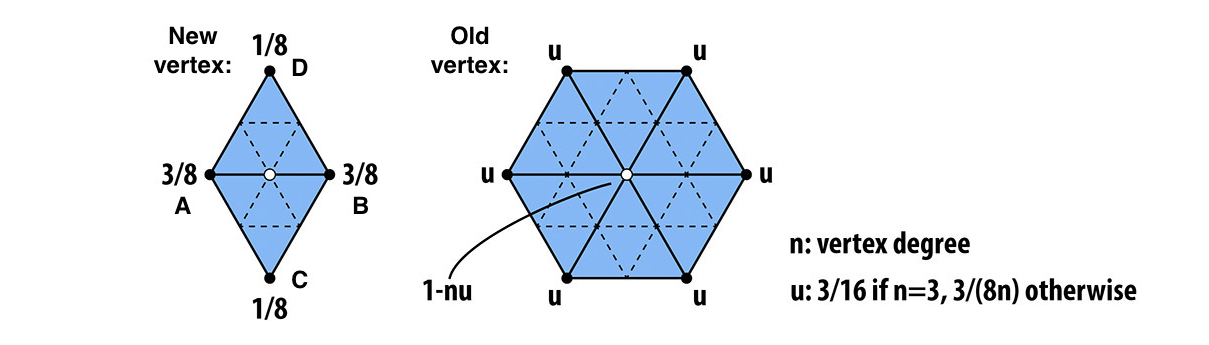 New
vertex:
1/8
D
3/8
A
3/8
B
C
1/8
Old
vertex:
u
u
u
u
1-nu
u
u
n: vertex degree
u: 3/16 if n=3, 3/(8n) otherwise